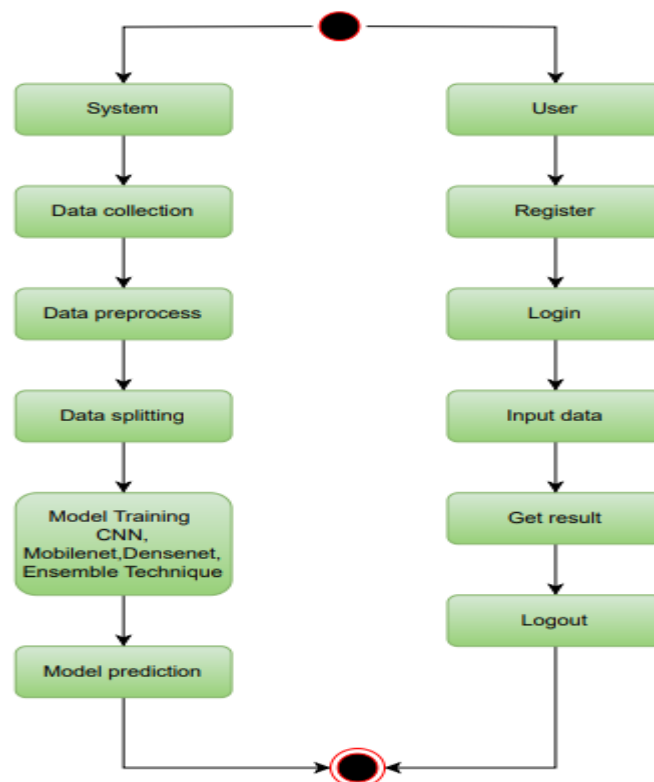 System
Data collection
Data preprocess
Data splitting
Model Training
CNN,
Mobilenet,Densenet,
Ensemble Technique
Model prediction
User
Register
Login
Input data
Get result
Logout